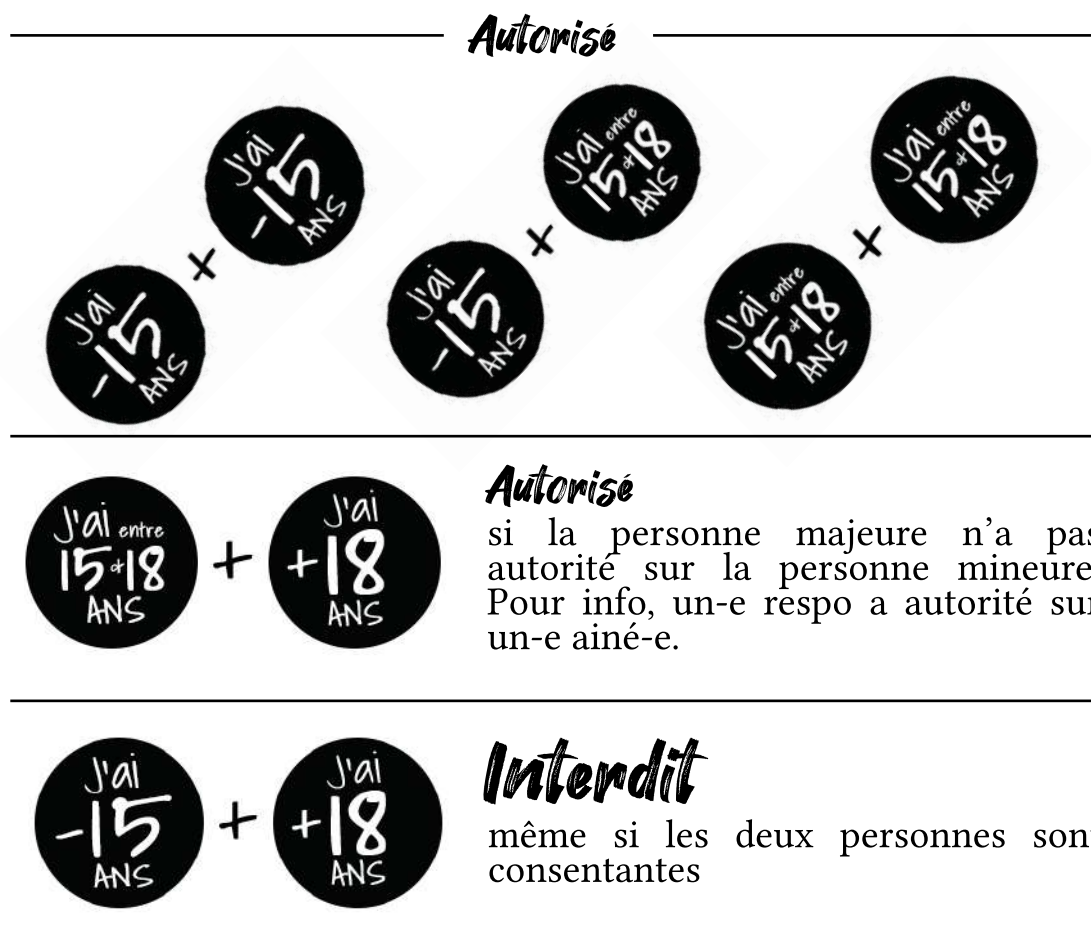 Autorisé
J'ai
-15
ANS
+
J'ai
-15
ANS
J'ai
-15
ANS
+
J'ai entre
15 et 18
ANS
J'ai entre
15 et 18
ANS
+
J'ai entre
15 et 18
ANS
J'ai entre
15 et 18
ANS
+
J'ai
+18
ANS
Autorisé
si la personne majeure n'a pas
autorité sur la personne mineure
Pour info, un-e respo a autorité sur
un-e ainé-e.
J'ai
-15
ANS
+
J'ai
+18
ANS
Interdit
même si les deux personnes son
consentantes